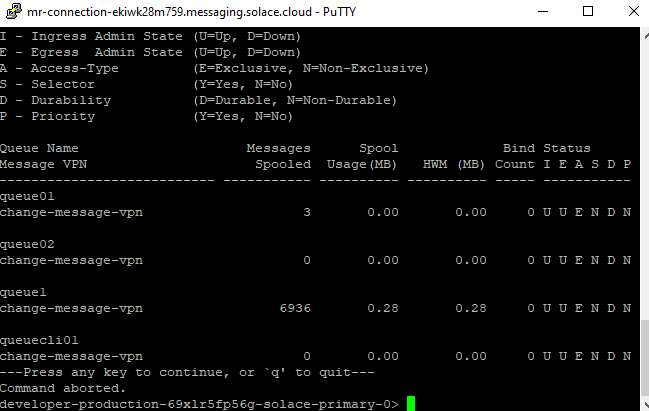 mr-connection-ekiwk28m759.messaging.solace.cloud - PuTTY
I - Ingress Admin State (U=Up, D=Down)
E - Egress  Admin State (U=Up, D=Down)
A - Access-Type         (E=Exclusive, N=Non-Exclusive)
S - Selector            (Y=Yes, N=No)
D - Durability          (D=Durable, N=Non-Durable)
P - Priority            (Y=Yes, N=No)
Queue Name                     Messages         Spool             Bind Status
Message VPN                     Spooled     Usage(MB)   HWM (MB) Count I E A S D P
--------------------------- ----------- ---------- ---------- ----- -----------
queue01
change-message-vpn                    3       0.00       0.00     0 U U E N D N
queue02
change-message-vpn                    0       0.00       0.00     0 U U E N D N
queue1
change-message-vpn                 6936       0.28       0.28     0 U U E N D N
queuecli01
change-message-vpn                    0       0.00       0.00     0 U U E N D N
---Press any key to continue, or `q' to quit---
Command aborted.
developer-production-69xlr5fp56g-solace-primary-0>